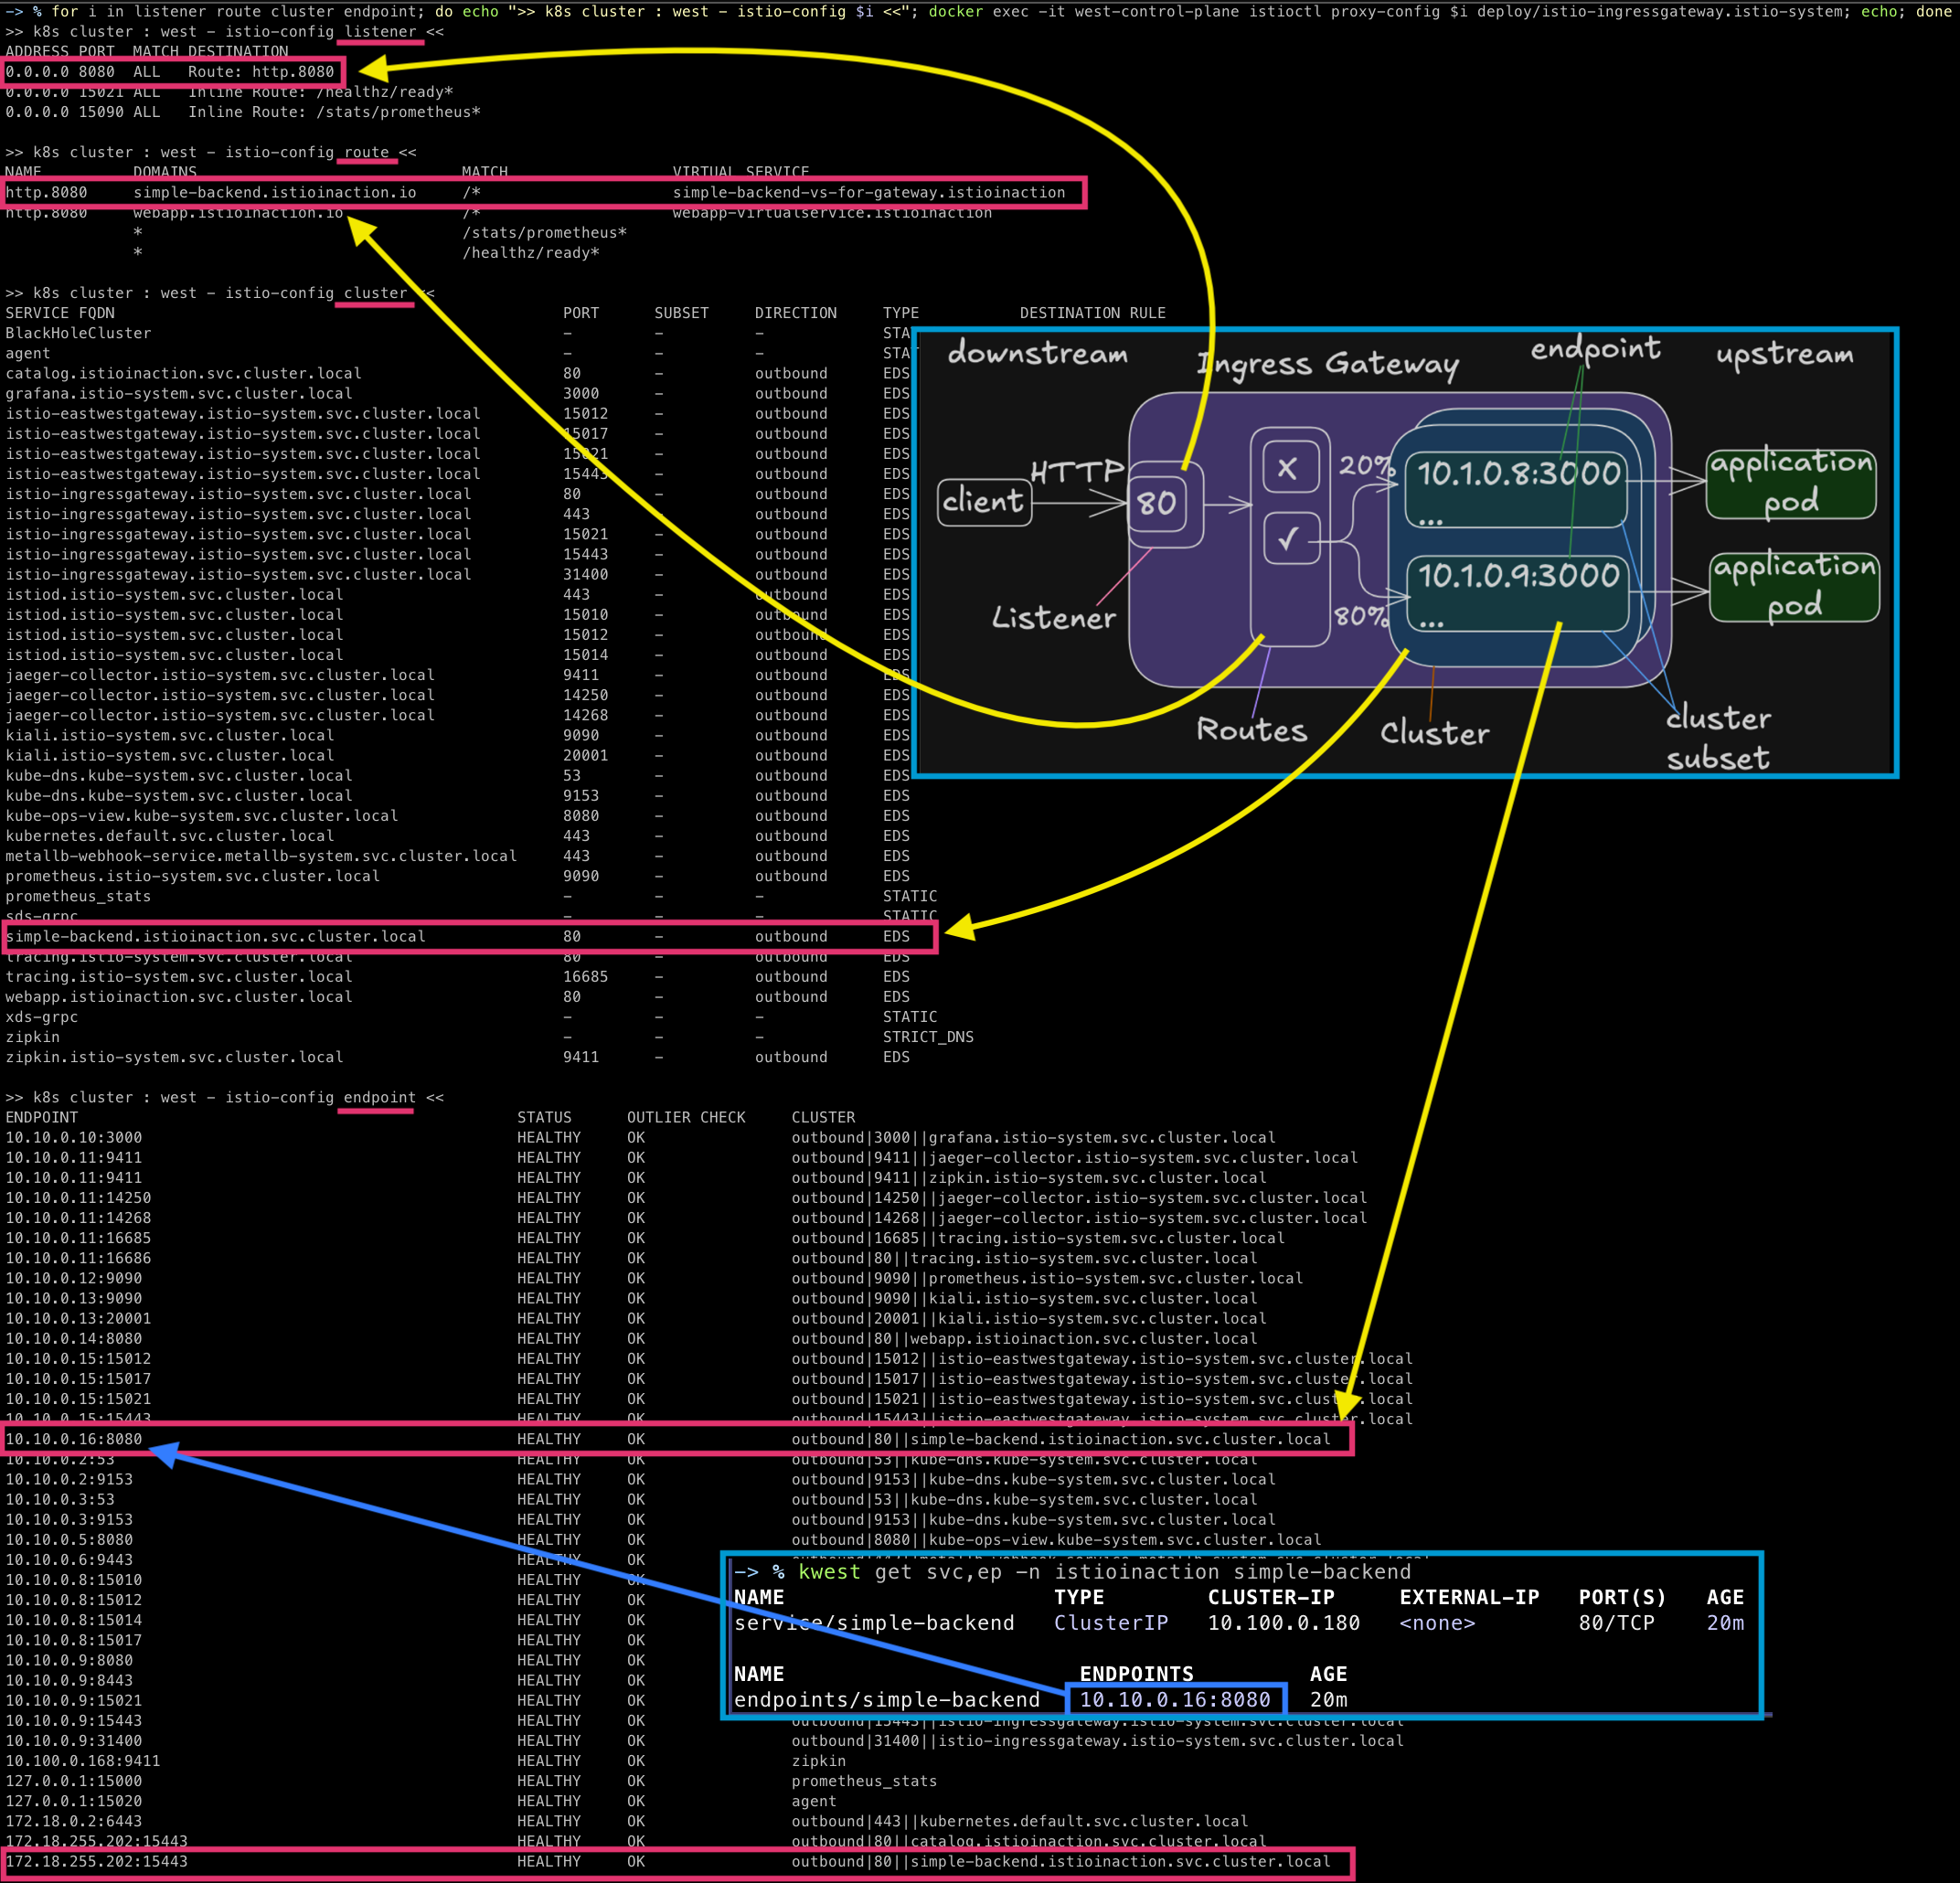 -> % for i in listener route cluster endpoint; do echo ">> k8s cluster : west - istio-config $i <<"; docker exec -it west-control-plane istioctl proxy-config $i deploy/istio-ingressgateway.istio-system; echo; done
>> k8s cluster : west - istio-config listener <<
ADDRESS PORT  MATCH DESTINATION
0.0.0.0 8080  ALL   Route: http.8080
0.0.0.0 15021 ALL   Inline Route: /healthz/ready*
0.0.0.0 15090 ALL   Inline Route: /stats/prometheus*
>> k8s cluster : west - istio-config route <<
NAME DOMAINS MATCH VIRTUAL SERVICE
http.8080 simple-backend.istioinaction.io /* simple-backend-vs-for-gateway.istioinaction
http.8080 webapp.istioinaction.io /* webapp-virtualservice.istioinaction
* /stats/prometheus*
* /healthz/ready*
>> k8s cluster : west - istio-config cluster <<
SERVICE FQDN PORT SUBSET DIRECTION TYPE DESTINATION RULE
BlackHoleCluster - - - STAT
agent - - - STAT
catalog.istioinaction.svc.cluster.local 80 - outbound EDS
grafana.istio-system.svc.cluster.local 3000 - outbound EDS
istio-eastwestgateway.istio-system.svc.cluster.local 15012 - outbound EDS
istio-eastwestgateway.istio-system.svc.cluster.local 15017 - outbound EDS
istio-eastwestgateway.istio-system.svc.cluster.local 15021 - outbound EDS
istio-eastwestgateway.istio-system.svc.cluster.local 15443 - outbound EDS
istio-ingressgateway.istio-system.svc.cluster.local 80 - outbound EDS
istio-ingressgateway.istio-system.svc.cluster.local 443 - outbound EDS
istio-ingressgateway.istio-system.svc.cluster.local 15021 - outbound EDS
istio-ingressgateway.istio-system.svc.cluster.local 15443 - outbound EDS
istio-ingressgateway.istio-system.svc.cluster.local 31400 - outbound EDS
istiod.istio-system.svc.cluster.local 443 - outbound EDS
istiod.istio-system.svc.cluster.local 15010 - outbound EDS
istiod.istio-system.svc.cluster.local 15012 - outbound EDS
istiod.istio-system.svc.cluster.local 15014 - outbound EDS
jaeger-collector.istio-system.svc.cluster.local 9411 - outbound EDS
jaeger-collector.istio-system.svc.cluster.local 14250 - outbound EDS
jaeger-collector.istio-system.svc.cluster.local 14268 - outbound EDS
kiali.istio-system.svc.cluster.local 9090 - outbound EDS
kiali.istio-system.svc.cluster.local 20001 - outbound EDS
kube-dns.kube-system.svc.cluster.local 53 - outbound EDS
kube-dns.kube-system.svc.cluster.local 9153 - outbound EDS
kube-ops-view.kube-system.svc.cluster.local 8080 - outbound EDS
kubernetes.default.svc.cluster.local 443 - outbound EDS
metallb-webhook-service.metallb-system.svc.cluster.local 443 - outbound EDS
prometheus.istio-system.svc.cluster.local 9090 - outbound EDS
prometheus_stats - - - STATIC
sds-grpc - - - STATIC
simple-backend.istioinaction.svc.cluster.local 80 - outbound EDS
tracing.istio-system.svc.cluster.local 80 - outbound EDS
tracing.istio-system.svc.cluster.local 16685 - outbound EDS
webapp.istioinaction.svc.cluster.local 80 - outbound EDS
xds-grpc - - - STATIC
zipkin - - - STRICT_DNS
zipkin.istio-system.svc.cluster.local 9411 - outbound EDS
downstream
Ingress Gateway
endpoint
upstream
client
HTTP
80
X
✓
20%
80%
10.1.0.8:3000
...
10.1.0.9:3000
...
application
pod
application
pod
Listener
Routes
Cluster
cluster
subset
>> k8s cluster : west - istio-config endpoint <<
ENDPOINT STATUS OUTLIER CHECK CLUSTER
10.10.0.10:3000 HEALTHY OK outbound|3000||grafana.istio-system.svc.cluster.local
10.10.0.11:9411 HEALTHY OK outbound|9411||jaeger-collector.istio-system.svc.cluster.local
10.10.0.11:9411 HEALTHY OK outbound|9411||zipkin.istio-system.svc.cluster.local
10.10.0.11:14250 HEALTHY OK outbound|14250||jaeger-collector.istio-system.svc.cluster.local
10.10.0.11:14268 HEALTHY OK outbound|14268||jaeger-collector.istio-system.svc.cluster.local
10.10.0.11:16685 HEALTHY OK outbound|16685||tracing.istio-system.svc.cluster.local
10.10.0.11:16686 HEALTHY OK outbound|80||tracing.istio-system.svc.cluster.local
10.10.0.12:9090 HEALTHY OK outbound|9090||prometheus.istio-system.svc.cluster.local
10.10.0.13:9090 HEALTHY OK outbound|9090||kiali.istio-system.svc.cluster.local
10.10.0.13:20001 HEALTHY OK outbound|20001||kiali.istio-system.svc.cluster.local
10.10.0.14:8080 HEALTHY OK outbound|80||webapp.istioinaction.svc.cluster.local
10.10.0.15:15012 HEALTHY OK outbound|15012||istio-eastwestgateway.istio-system.svc.cluster.local
10.10.0.15:15017 HEALTHY OK outbound|15017||istio-eastwestgateway.istio-system.svc.cluster.local
10.10.0.15:15021 HEALTHY OK outbound|15021||istio-eastwestgateway.istio-system.svc.cluster.local
10.10.0.15:15443 HEALTHY OK outbound|15443||istio-eastwestgateway.istio-system.svc.cluster.local
10.10.0.16:8080 HEALTHY OK outbound|80||simple-backend.istioinaction.svc.cluster.local
10.10.0.2:53 HEALTHY OK outbound|53||kube-dns.kube-system.svc.cluster.local
10.10.0.2:9153 HEALTHY OK outbound|9153||kube-dns.kube-system.svc.cluster.local
10.10.0.3:53 HEALTHY OK outbound|53||kube-dns.kube-system.svc.cluster.local
10.10.0.3:9153 HEALTHY OK outbound|9153||kube-dns.kube-system.svc.cluster.local
10.10.0.5:8080 HEALTHY OK outbound|8080||kube-ops-view.kube-system.svc.cluster.local
10.10.0.6:9443 HEALTHY OK
10.10.0.8:15010 HEALTHY OK
10.10.0.8:15012 HEALTHY OK
10.10.0.8:15014 HEALTHY OK
10.10.0.8:15017 HEALTHY OK
10.10.0.9:8080 HEALTHY OK
10.10.0.9:8443 HEALTHY OK
10.10.0.9:15021 HEALTHY OK
10.10.0.9:15443 HEALTHY OK outbound|15443||istio-ingressgateway.istio-system.svc.cluster.local
10.10.0.9:31400 HEALTHY OK outbound|31400||istio-ingressgateway.istio-system.svc.cluster.local
10.100.0.168:9411 HEALTHY OK zipkin
127.0.0.1:15000 HEALTHY OK prometheus_stats
127.0.0.1:15020 HEALTHY OK agent
172.18.0.2:6443 HEALTHY OK outbound|443||kubernetes.default.svc.cluster.local
172.18.255.202:15443 HEALTHY OK outbound|80||catalog.istioinaction.svc.cluster.local
172.18.255.202:15443 HEALTHY OK outbound|80||simple-backend.istioinaction.svc.cluster.local
-> % kwest get svc,ep -n istioinaction simple-backend
NAME TYPE CLUSTER-IP EXTERNAL-IP PORT(S) AGE
service/simple-backend ClusterIP 10.100.0.180 <none> 80/TCP 20m
NAME ENDPOINTS AGE
endpoints/simple-backend 10.10.0.16:8080 20m